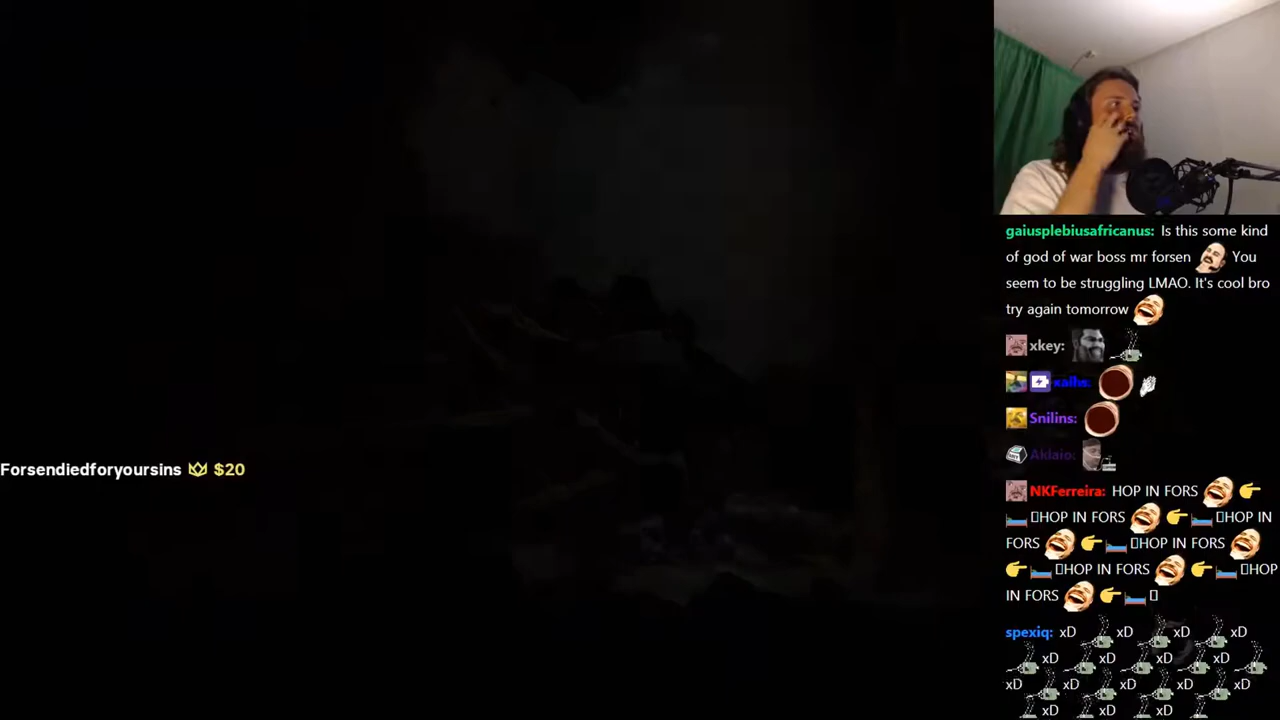 gaiusplebiusafricanus: Is this some kind
of god of war boss mr forsen You
seem to be struggling LMAO. It's cool bro
try again tomorrow
xkey:
Snilins:
Aklaio:
Forsendiedforyoursins $20
NKFerreira: HOP IN FORS
HOP IN FORS HOP IN
FORS HOP IN FORS
HOP IN FORS HOP
IN FORS
spexiq: xD xD xD xD
xD xD xD xD
xD xD xD xD xD
xD xD xD